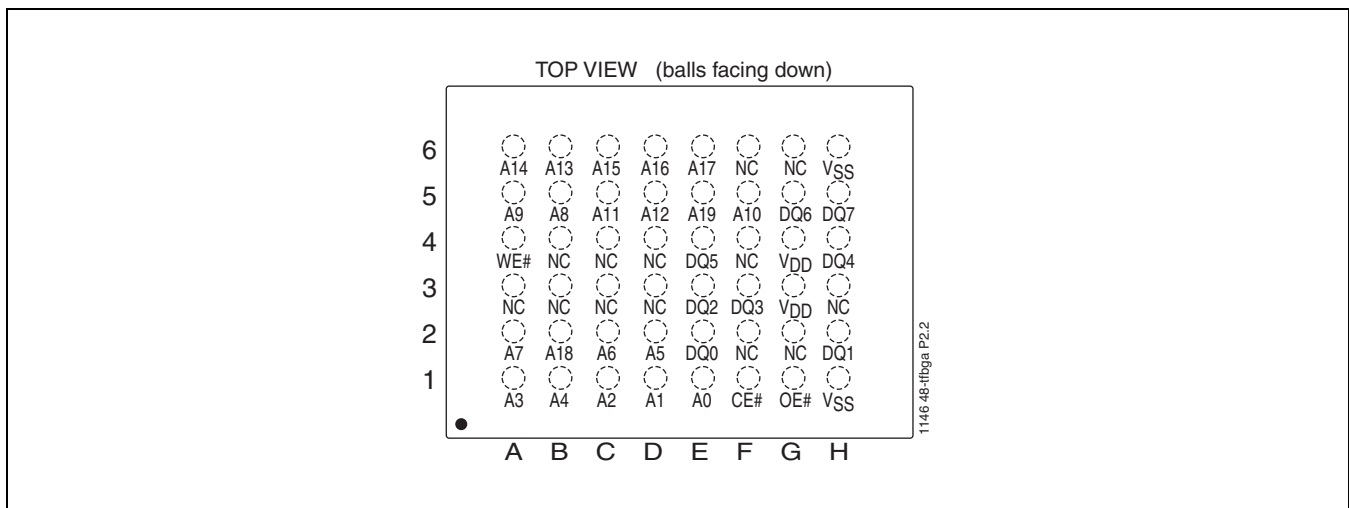 TOP VIEW (balls facing down)
6
A14 A13 A15 A16 A17 NC NC VSS
5
A9 A8 A11 A12 A19 A10 DQ6 DQ7
4
WE# NC NC NC DQ5 NC VDD DQ4
3
NC NC NC NC DQ2 DQ3 VDD NC
2
A7 A18 A6 A5 DQ0 NC NC DQ1
1
A3 A4 A2 A1 A0 CE# OE# VSS
A B C D E F G H
1146 48-tfbga P2.2